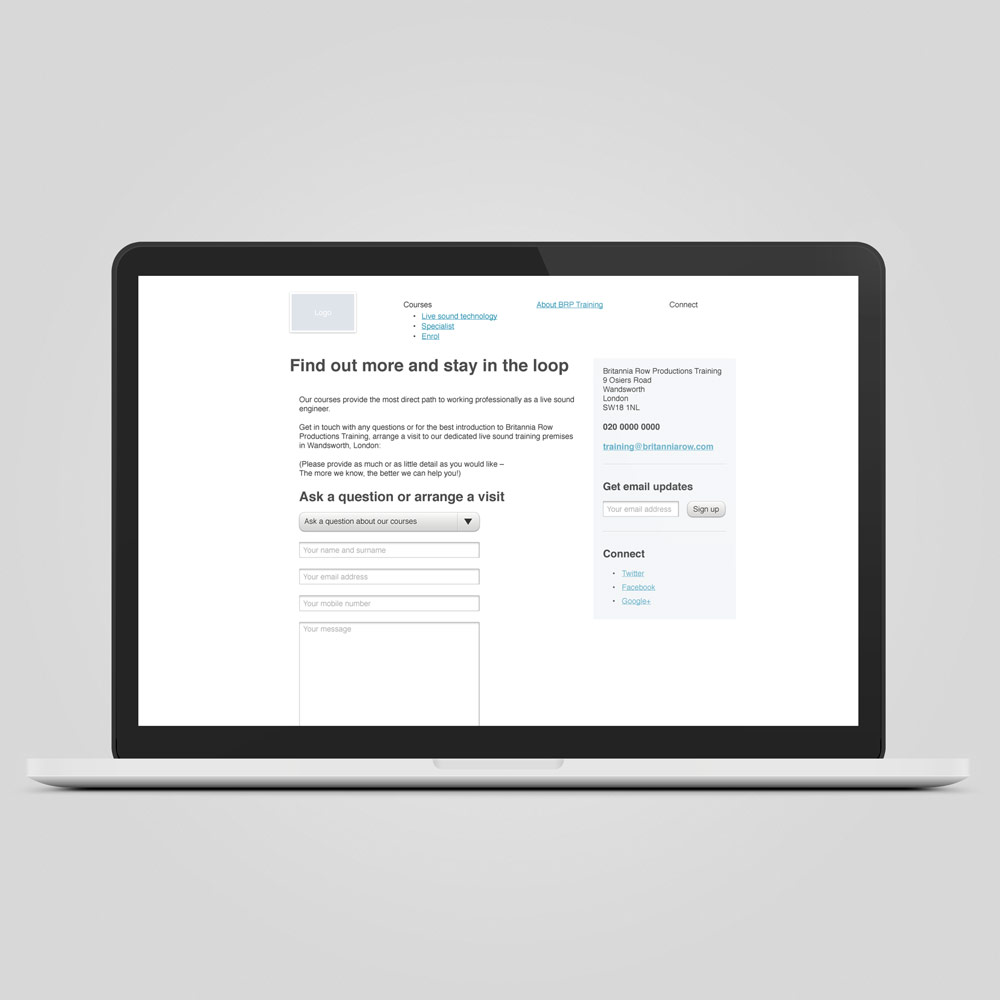 Logo
Courses
• Live sound technology
• Specialist
• Enrol
About BRP Training
Connect
Find out more and stay in the loop
Our courses provide the most direct path to working professionally as a live sound
engineer.
Get in touch with any questions or for the best introduction to Britannia Row
Productions Training, arrange a visit to our dedicated live sound training premises
in Wandsworth, London:
(Please provide as much or as little detail as you would like –
The more we know, the better we can help you!)
Ask a question or arrange a visit
Ask a question about our courses
Your name and surname
Your email address
Your mobile number
Your message
Britannia Row Productions Training
9 Osiers Road
Wandsworth
London
SW18 1NL
020 0000 0000
training@britanniarow.com
Get email updates
Your email address
Sign up
Connect
• Twitter
• Facebook
• Google+